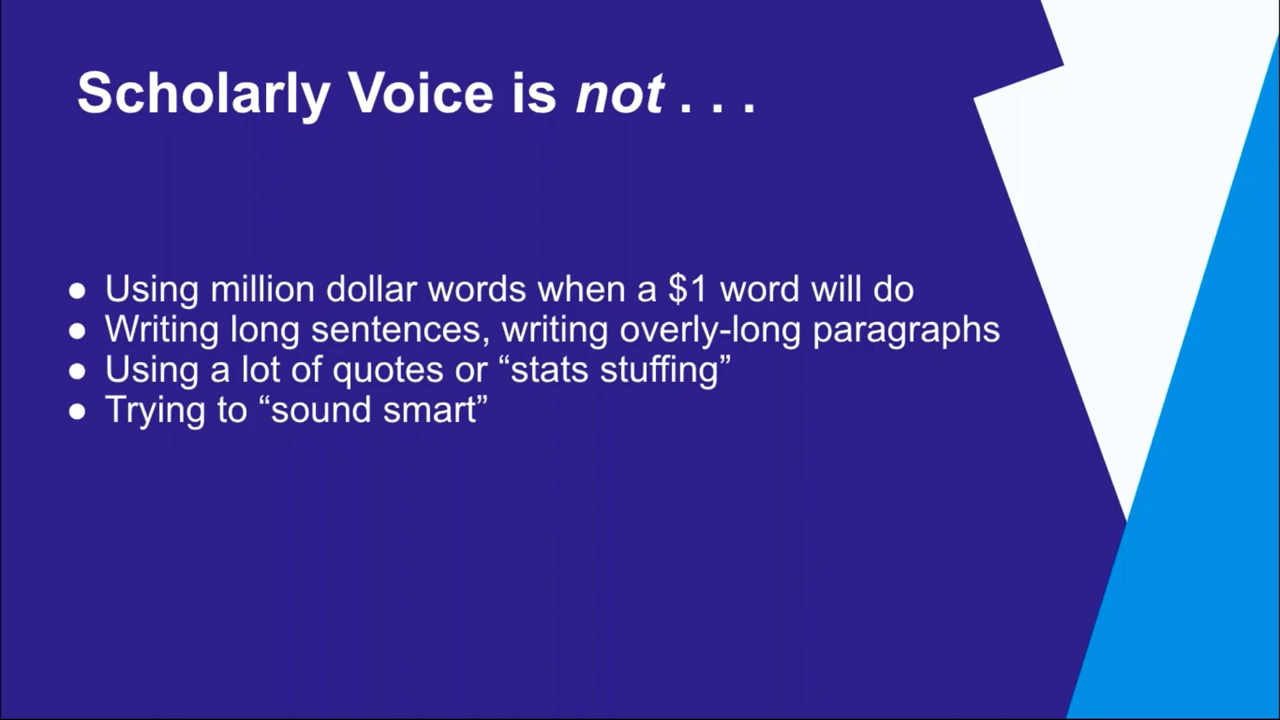 Scholarly Voice is not . . .
● Using million dollar words when a $1 word will do
● Writing long sentences, writing overly-long paragraphs
● Using a lot of quotes or “stats stuffing”
● Trying to “sound smart”